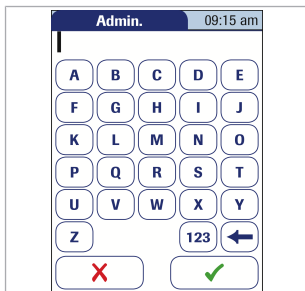 Admin. 09:15 am
A B C D E
F G H I J
K L M N O
P Q R S T
U V W X Y
Z 123